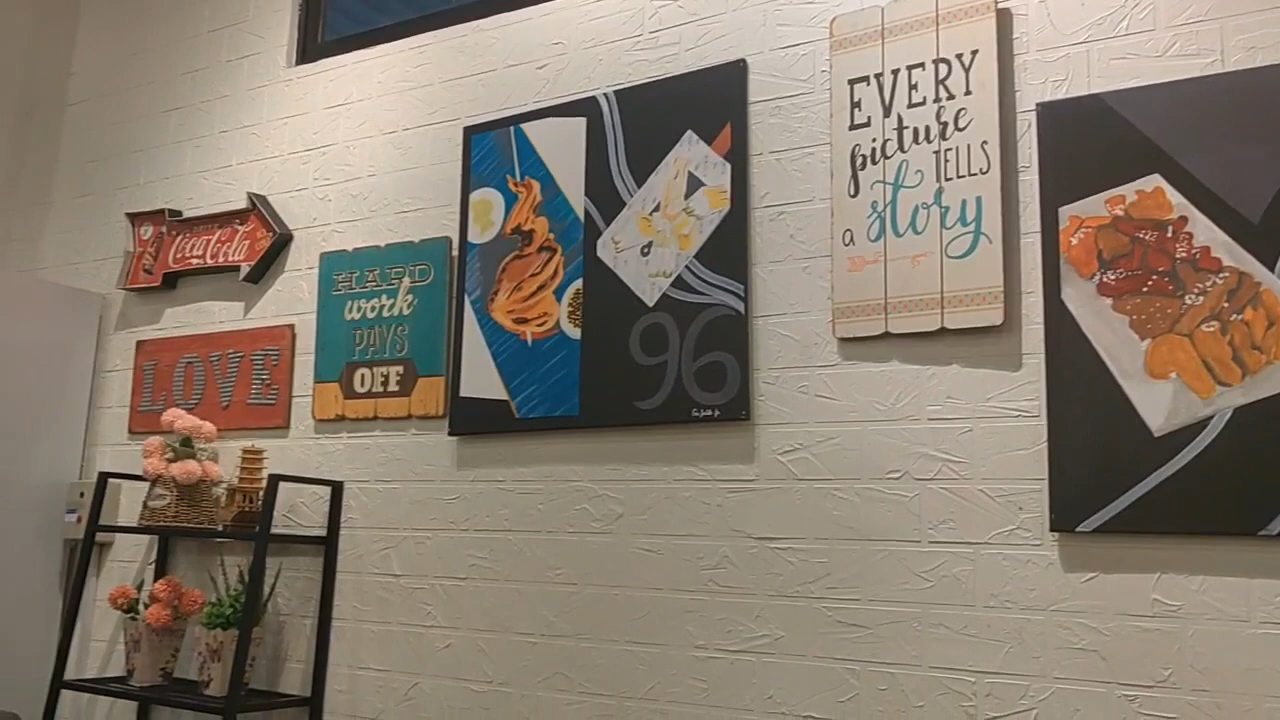 Coca-Cola
LOVE
HARD
work
PAYS
OFF
96
EVERY
picture
TELLS
a story